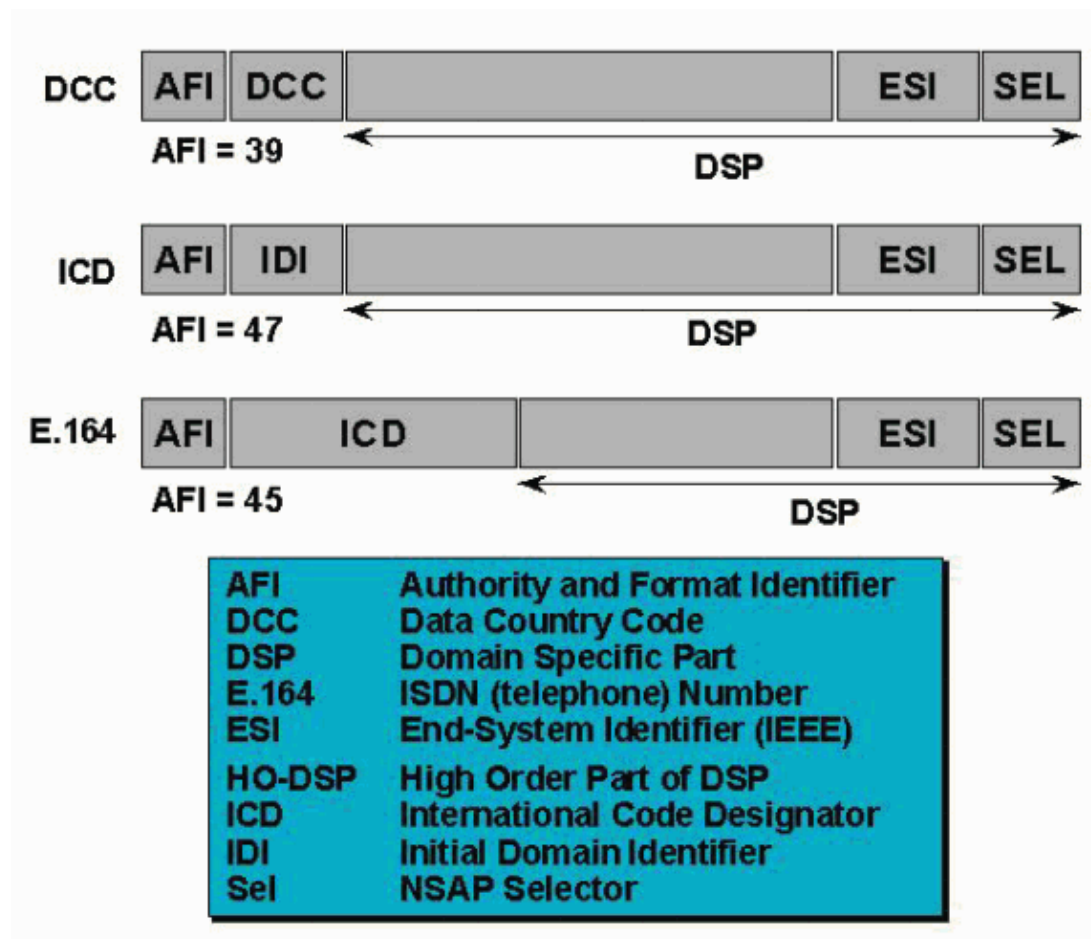 DCC AFI DCC ESI SEL
AFI = 39
DSP
ICD AFI IDI ESI SEL
AFI = 47
DSP
E.164 AFI ICD ESI SEL
AFI = 45
DSP
AFI Authority and Format Identifier
DCC Data Country Code
DSP Domain Specific Part
E.164 ISDN (telephone) Number
ESI End-System Identifier (IEEE)
HO-DSP High Order Part of DSP
ICD International Code Designator
IDI Initial Domain Identifier
Sel NSAP Selector